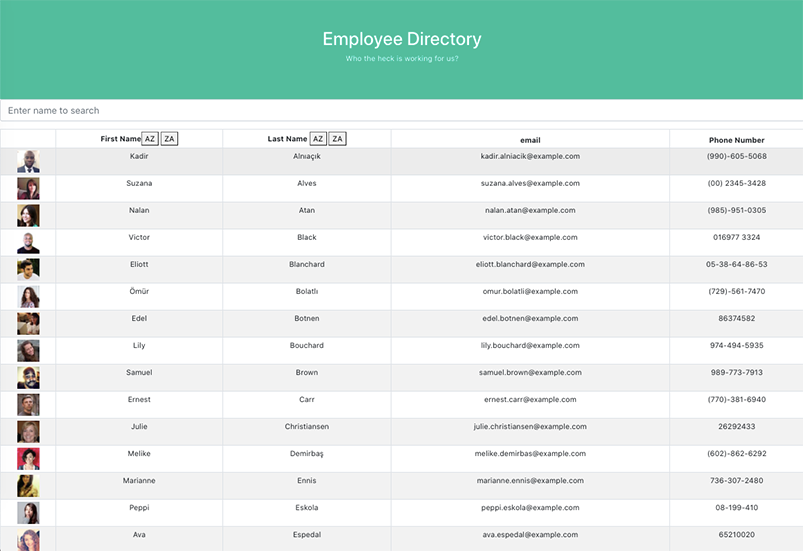 Employee Directory
Who the heck is working for us?
Enter name to search
First Name AZ ZA Last Name AZ ZA email Phone Number
Kadir Alnıaçık kadir.alniacik@example.com (990)-605-5068
Suzana Alves suzana.alves@example.com (00) 2345-3428
Nalan Atan nalan.atan@example.com (985)-951-0305
Victor Black victor.black@example.com 016977 3324
Eliott Blanchard eliott.blanchard@example.com 05-38-64-86-53
Ömür Bolatlı omur.bolatli@example.com (729)-561-7470
Edel Botnen edel.botnen@example.com 86374582
Lily Bouchard lily.bouchard@example.com 974-494-5935
Samuel Brown samuel.brown@example.com 989-773-7913
Ernest Carr ernest.carr@example.com (770)-381-6940
Julie Christiansen julie.christiansen@example.com 26292433
Melike Demirbaş melike.demirbas@example.com (602)-862-6292
Marianne Ennis marianne.ennis@example.com 736-307-2480
Peppi Eskola peppi.eskola@example.com 08-199-410
Ava Espedal ava.espedal@example.com 65210020